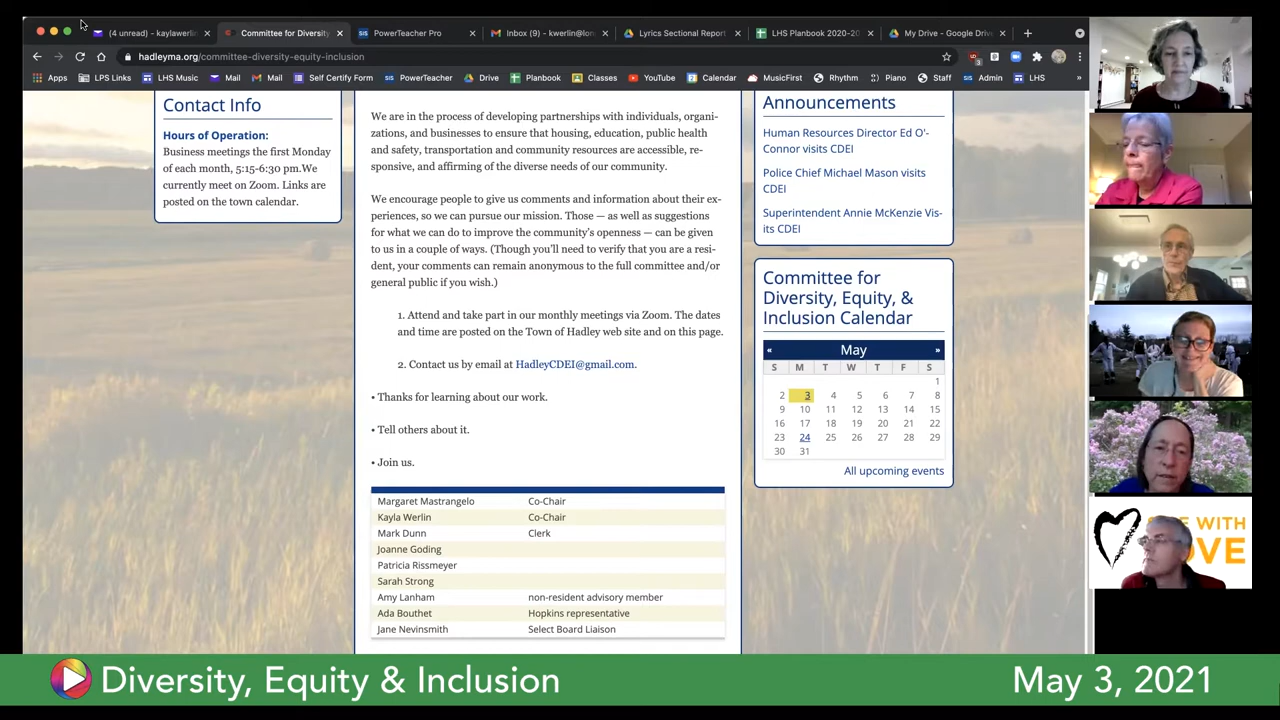 (4 unread) - kaylawerlin
Committee for Diversity
PowerTeacher Pro
Inbox (9) - kwerlin@lon
Lyrics Sectional Report
LHS Planbook 2020-20
My Drive - Google Drive
hadleyma.org/committee-diversity-equity-inclusion
Apps
LPS Links
LHS Music
Mail
Mail
Self Certify Form
PowerTeacher
Drive
Planbook
Classes
YouTube
Calendar
MusicFirst
Rhythm
Piano
Staff
Admin
LHS
Contact Info
Hours of Operation:
Business meetings the first Monday
of each month, 5:15-6:30 pm.We
currently meet on Zoom. Links are
posted on the town calendar.
We are in the process of developing partnerships with individuals, organi-
zations, and businesses to ensure that housing, education, public health
and safety, transportation and community resources are accessible, re-
sponsive, and affirming of the diverse needs of our community.
We encourage people to give us comments and information about their ex-
periences, so we can pursue our mission. Those — as well as suggestions
for what we can do to improve the community's openness — can be given
to us in a couple of ways. (Though you'll need to verify that you are a resi-
dent, your comments can remain anonymous to the full committee and/or
general public if you wish.)
1. Attend and take part in our monthly meetings via Zoom. The dates
and time are posted on the Town of Hadley web site and on this page.
2. Contact us by email at HadleyCDEI@gmail.com.
• Thanks for learning about our work.
• Tell others about it.
• Join us.
Margaret Mastrangelo Co-Chair
Kayla Werlin Co-Chair
Mark Dunn Clerk
Joanne Goding
Patricia Rissmeyer
Sarah Strong
Amy Lanham non-resident advisory member
Ada Bouthet Hopkins representative
Jane Nevinsmith Select Board Liaison
Announcements
Human Resources Director Ed O'-
Connor visits CDEI
Police Chief Michael Mason visits
CDEI
Superintendent Annie McKenzie Vis-
its CDEI
Committee for
Diversity, Equity, &
Inclusion Calendar
« May »
S M T W T F S
1
2 3 4 5 6 7 8
9 10 11 12 13 14 15
16 17 18 19 20 21 22
23 24 25 26 27 28 29
30 31
All upcoming events
WITH
OVE
Diversity, Equity & Inclusion
May 3, 2021